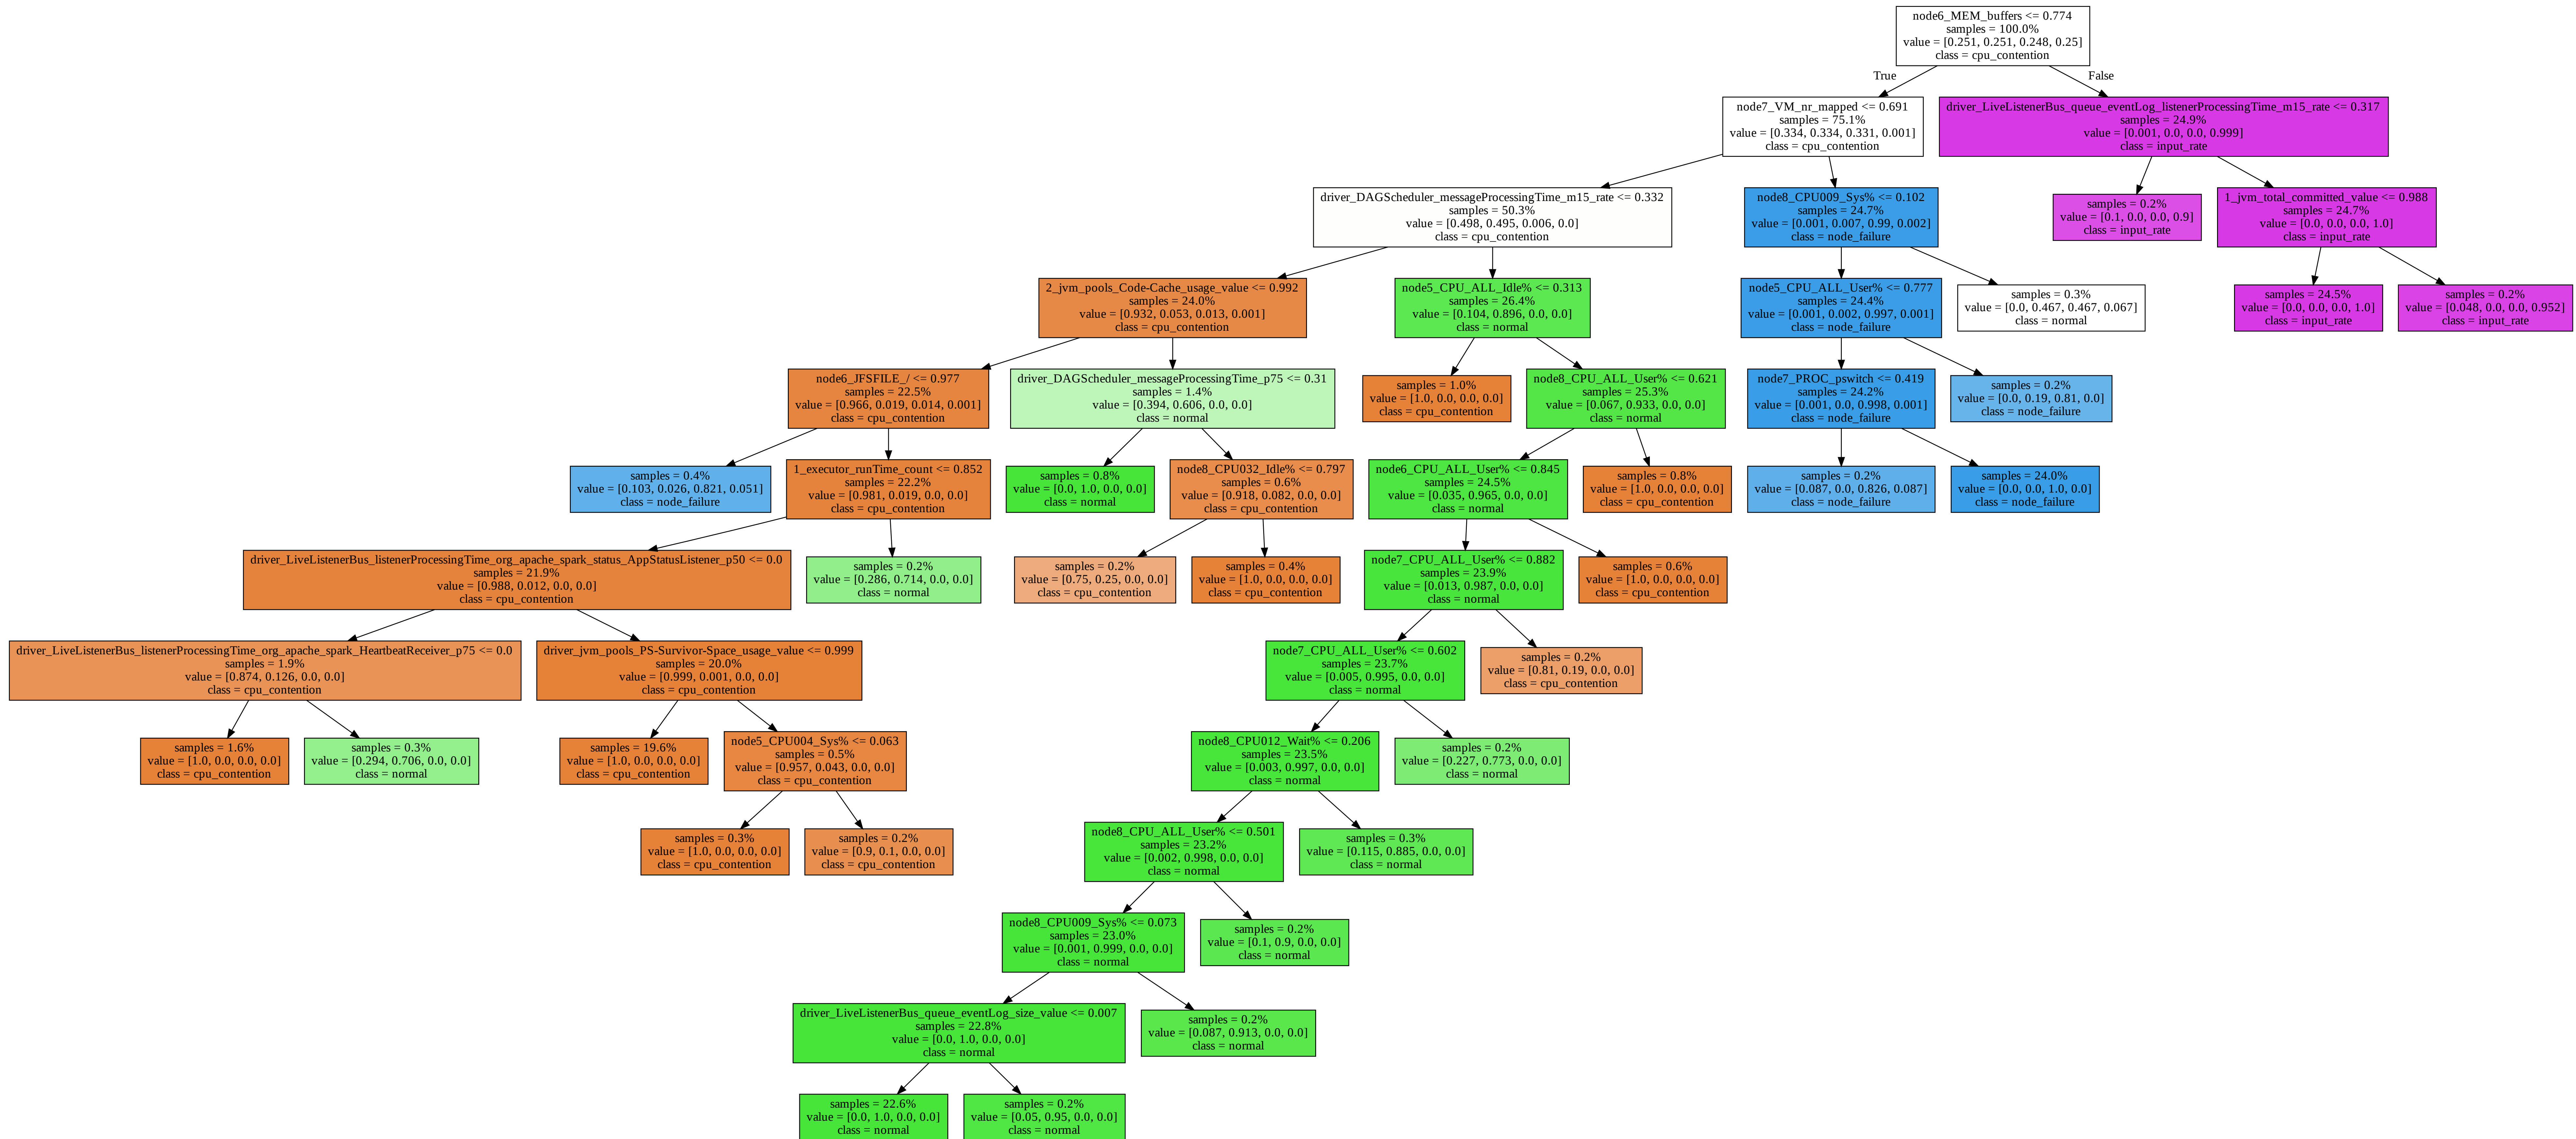 node6_MEM_buffers <= 0.774
samples = 100.0%
value = [0.251, 0.251, 0.248, 0.25]
class = cpu_contention
True
False
node7_VM_nr_mapped <= 0.691
samples = 75.1%
value = [0.334, 0.334, 0.331, 0.001]
class = cpu_contention
driver_LiveListenerBus_queue_eventLog_listenerProcessingTime_m15_rate <= 0.317
samples = 24.9%
value = [0.001, 0.0, 0.0, 0.999]
class = input_rate
driver_DAGScheduler_messageProcessingTime_m15_rate <= 0.332
samples = 50.3%
value = [0.498, 0.495, 0.006, 0.0]
class = cpu_contention
node8_CPU009_Sys% <= 0.102
samples = 24.7%
value = [0.001, 0.007, 0.99, 0.002]
class = node_failure
samples = 0.2%
value = [0.1, 0.0, 0.0, 0.9]
class = input_rate
1_jvm_total_committed_value <= 0.988
samples = 24.7%
value = [0.0, 0.0, 0.0, 1.0]
class = input_rate
2_jvm_pools_Code-Cache_usage_value <= 0.992
samples = 24.0%
value = [0.932, 0.053, 0.013, 0.001]
class = cpu_contention
node5_CPU_ALL_Idle% <= 0.313
samples = 26.4%
value = [0.104, 0.896, 0.0, 0.0]
class = normal
node5_CPU_ALL_User% <= 0.777
samples = 24.4%
value = [0.001, 0.002, 0.997, 0.001]
class = node_failure
samples = 0.3%
value = [0.0, 0.467, 0.467, 0.067]
class = normal
samples = 24.5%
value = [0.0, 0.0, 0.0, 1.0]
class = input_rate
samples = 0.2%
value = [0.048, 0.0, 0.0, 0.952]
class = input_rate
node6_JFSFILE_/ <= 0.977
samples = 22.5%
value = [0.966, 0.019, 0.014, 0.001]
class = cpu_contention
driver_DAGScheduler_messageProcessingTime_p75 <= 0.31
samples = 1.4%
value = [0.394, 0.606, 0.0, 0.0]
class = normal
samples = 1.0%
value = [1.0, 0.0, 0.0, 0.0]
class = cpu_contention
node8_CPU_ALL_User% <= 0.621
samples = 25.3%
value = [0.067, 0.933, 0.0, 0.0]
class = normal
node7_PROC_pswitch <= 0.419
samples = 24.2%
value = [0.001, 0.0, 0.998, 0.001]
class = node_failure
samples = 0.2%
value = [0.0, 0.19, 0.81, 0.0]
class = node_failure
samples = 0.4%
value = [0.103, 0.026, 0.821, 0.051]
class = node_failure
1_executor_runTime_count <= 0.852
samples = 22.2%
value = [0.981, 0.019, 0.0, 0.0]
class = cpu_contention
samples = 0.8%
value = [0.0, 1.0, 0.0, 0.0]
class = normal
node8_CPU032_Idle% <= 0.797
samples = 0.6%
value = [0.918, 0.082, 0.0, 0.0]
class = cpu_contention
node6_CPU_ALL_User% <= 0.845
samples = 24.5%
value = [0.035, 0.965, 0.0, 0.0]
class = normal
samples = 0.8%
value = [1.0, 0.0, 0.0, 0.0]
class = cpu_contention
samples = 0.2%
value = [0.087, 0.0, 0.826, 0.087]
class = node_failure
samples = 24.0%
value = [0.0, 0.0, 1.0, 0.0]
class = node_failure
driver_LiveListenerBus_listenerProcessingTime_org_apache_spark_status_AppStatusListener_p50 <= 0.0
samples = 21.9%
value = [0.988, 0.012, 0.0, 0.0]
class = cpu_contention
samples = 0.2%
value = [0.286, 0.714, 0.0, 0.0]
class = normal
samples = 0.2%
value = [0.75, 0.25, 0.0, 0.0]
class = cpu_contention
samples = 0.4%
value = [1.0, 0.0, 0.0, 0.0]
class = cpu_contention
node7_CPU_ALL_User% <= 0.882
samples = 23.9%
value = [0.013, 0.987, 0.0, 0.0]
class = normal
samples = 0.6%
value = [1.0, 0.0, 0.0, 0.0]
class = cpu_contention
driver_LiveListenerBus_listenerProcessingTime_org_apache_spark_HeartbeatReceiver_p75 <= 0.0
samples = 1.9%
value = [0.874, 0.126, 0.0, 0.0]
class = cpu_contention
driver_jvm_pools_PS-Survivor-Space_usage_value <= 0.999
samples = 20.0%
value = [0.999, 0.001, 0.0, 0.0]
class = cpu_contention
node7_CPU_ALL_User% <= 0.602
samples = 23.7%
value = [0.005, 0.995, 0.0, 0.0]
class = normal
samples = 0.2%
value = [0.81, 0.19, 0.0, 0.0]
class = cpu_contention
samples = 1.6%
value = [1.0, 0.0, 0.0, 0.0]
class = cpu_contention
samples = 0.3%
value = [0.294, 0.706, 0.0, 0.0]
class = normal
samples = 19.6%
value = [1.0, 0.0, 0.0, 0.0]
class = cpu_contention
node5_CPU004_Sys% <= 0.063
samples = 0.5%
value = [0.957, 0.043, 0.0, 0.0]
class = cpu_contention
node8_CPU012_Wait% <= 0.206
samples = 23.5%
value = [0.003, 0.997, 0.0, 0.0]
class = normal
samples = 0.2%
value = [0.227, 0.773, 0.0, 0.0]
class = normal
samples = 0.3%
value = [1.0, 0.0, 0.0, 0.0]
class = cpu_contention
samples = 0.2%
value = [0.9, 0.1, 0.0, 0.0]
class = cpu_contention
node8_CPU_ALL_User% <= 0.501
samples = 23.2%
value = [0.002, 0.998, 0.0, 0.0]
class = normal
samples = 0.3%
value = [0.115, 0.885, 0.0, 0.0]
class = normal
node8_CPU009_Sys% <= 0.073
samples = 23.0%
value = [0.001, 0.999, 0.0, 0.0]
class = normal
samples = 0.2%
value = [0.1, 0.9, 0.0, 0.0]
class = normal
driver_LiveListenerBus_queue_eventLog_size_value <= 0.007
samples = 22.8%
value = [0.0, 1.0, 0.0, 0.0]
class = normal
samples = 0.2%
value = [0.087, 0.913, 0.0, 0.0]
class = normal
samples = 22.6%
value = [0.0, 1.0, 0.0, 0.0]
class = normal
samples = 0.2%
value = [0.05, 0.95, 0.0, 0.0]
class = normal